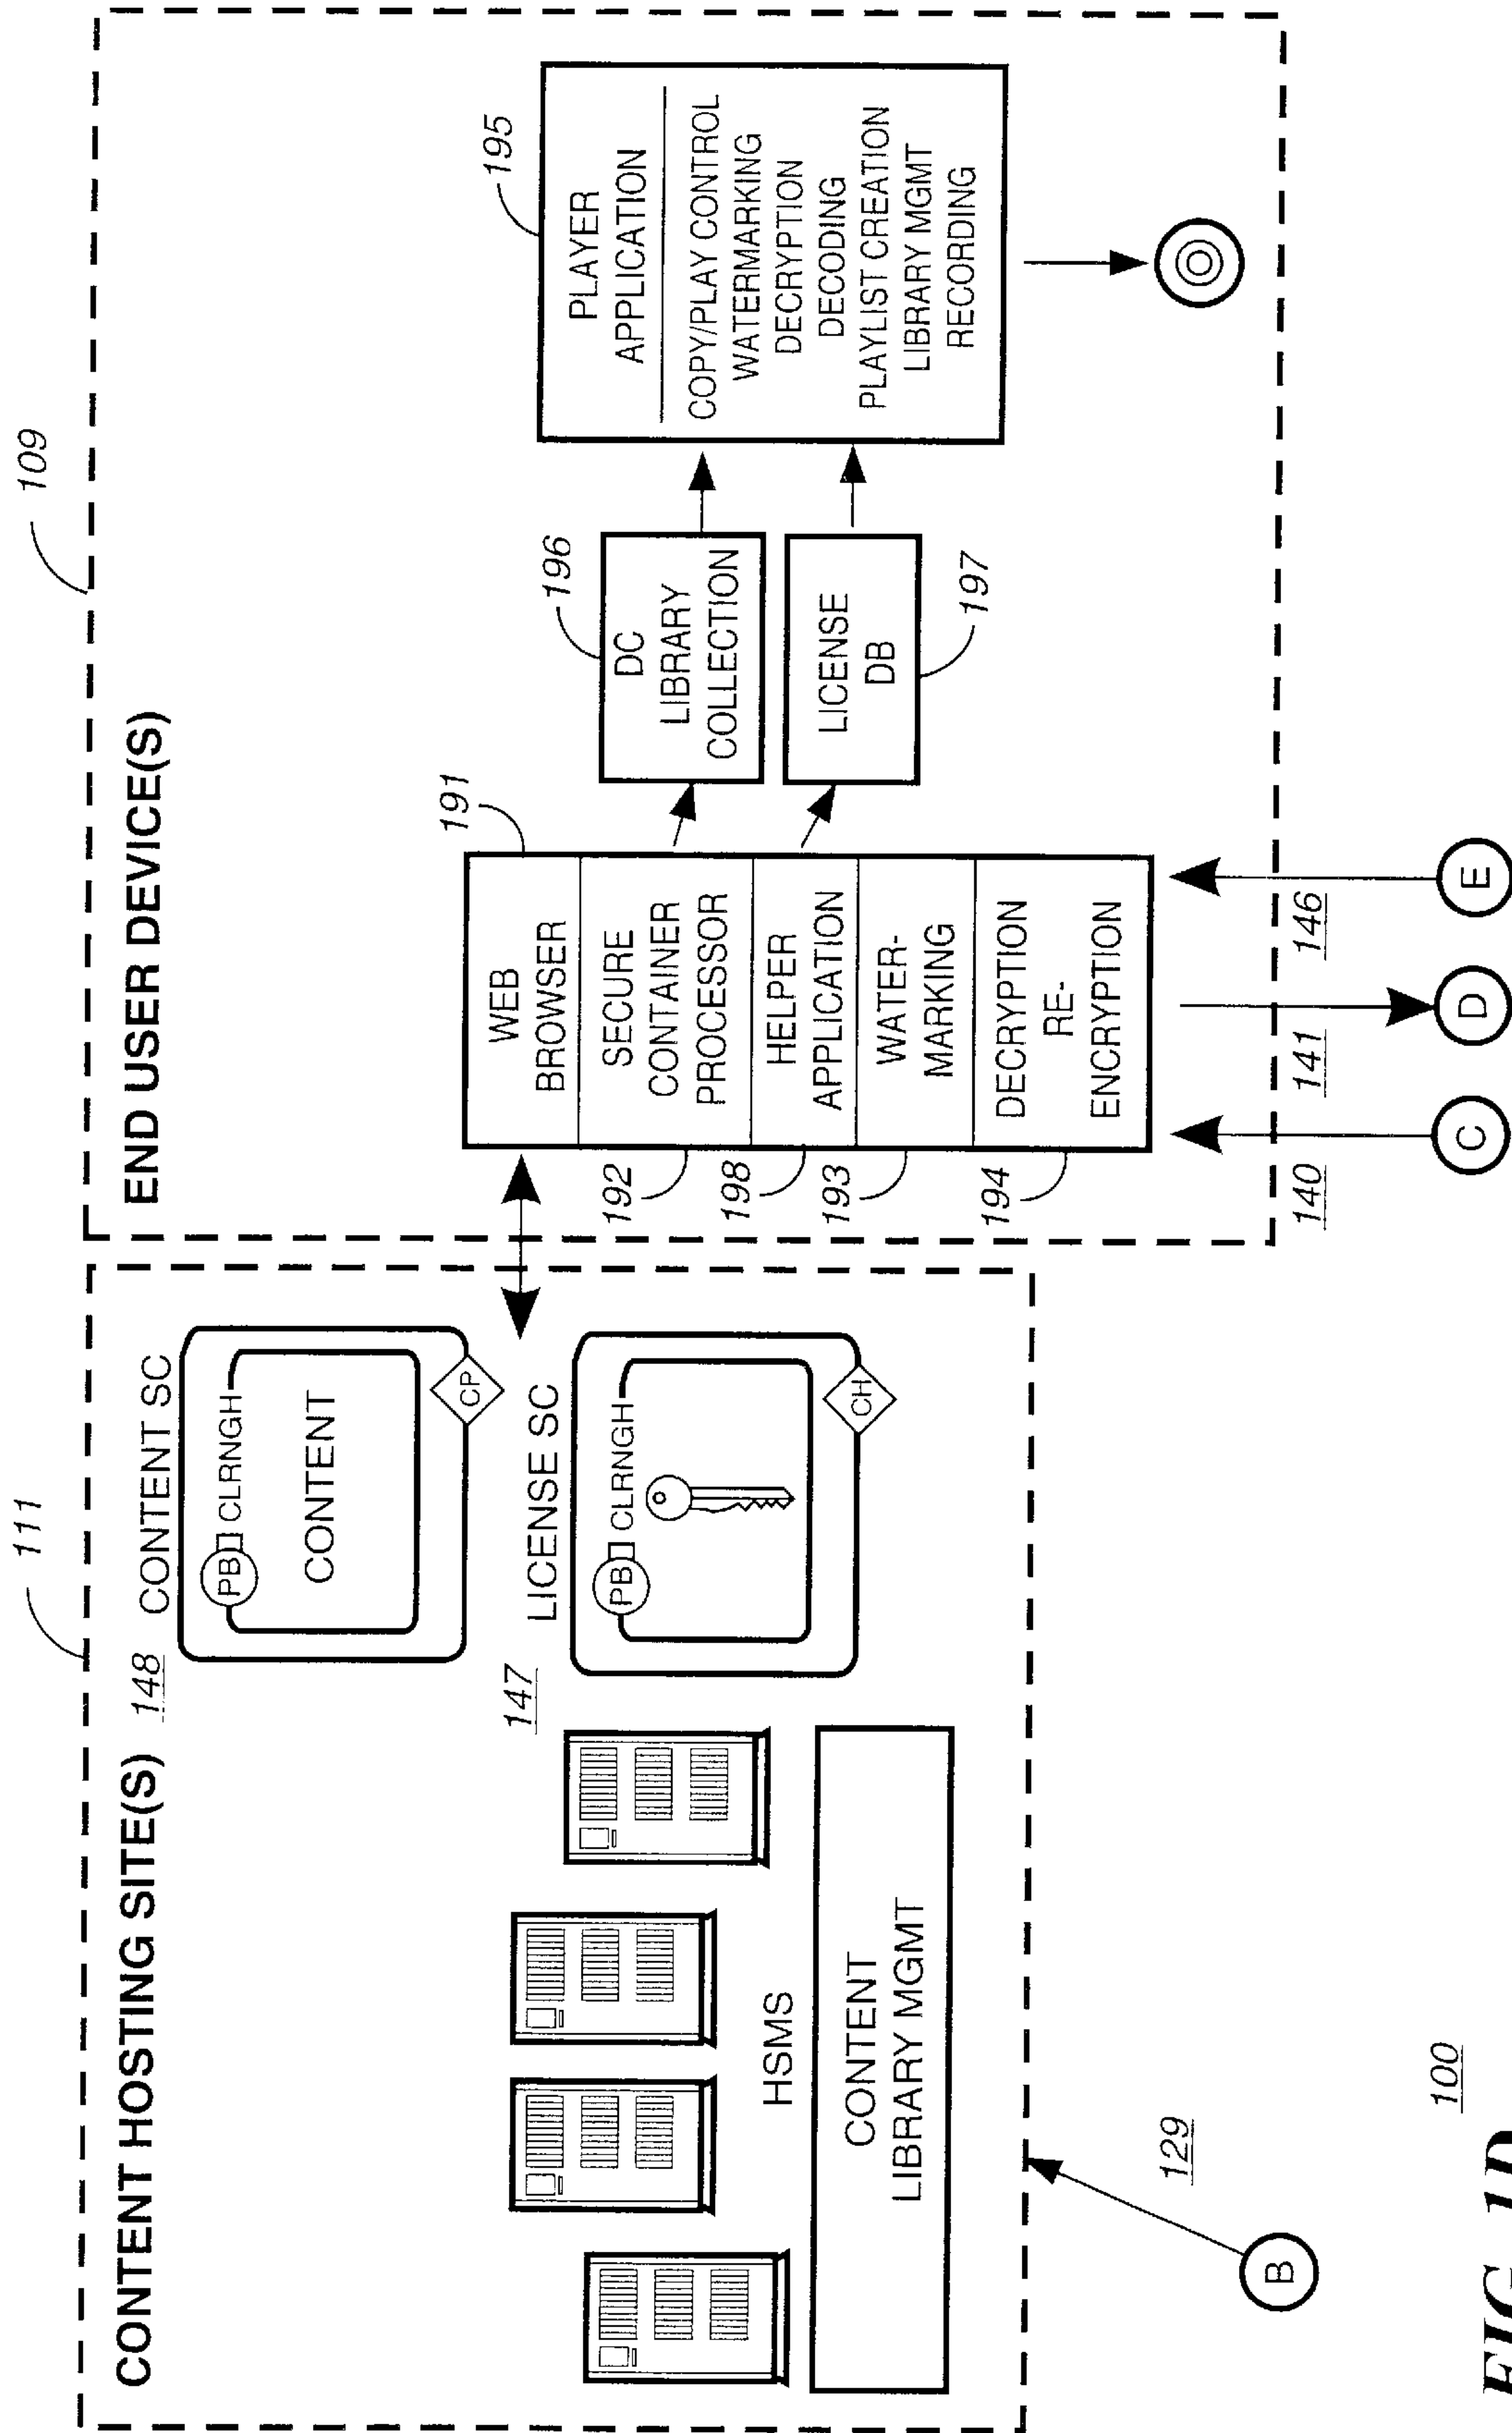 111
CONTENT HOSTING SITE(S)
148
CONTENT SC
PB
CLRNGH
CONTENT
CP
147
LICENSE SC
PB
CLRNGH
CH
HSMS
CONTENT
LIBRARY MGMT
129
B
109
END USER DEVICE(S)
191
WEB
BROWSER
192
SECURE
CONTAINER
PROCESSOR
198
HELPER
APPLICATION
193
WATER-
MARKING
194
DECRYPTION
RE-
ENCRYPTION
196
DC
LIBRARY
COLLECTION
LICENSE
DB
197
195
PLAYER
APPLICATION
COPY/PLAY CONTROL
WATERMARKING
DECRYPTION
DECODING
PLAYLIST CREATION
LIBRARY MGMT
RECORDING
140
141
146
C
D
E
100
FIG. 1D